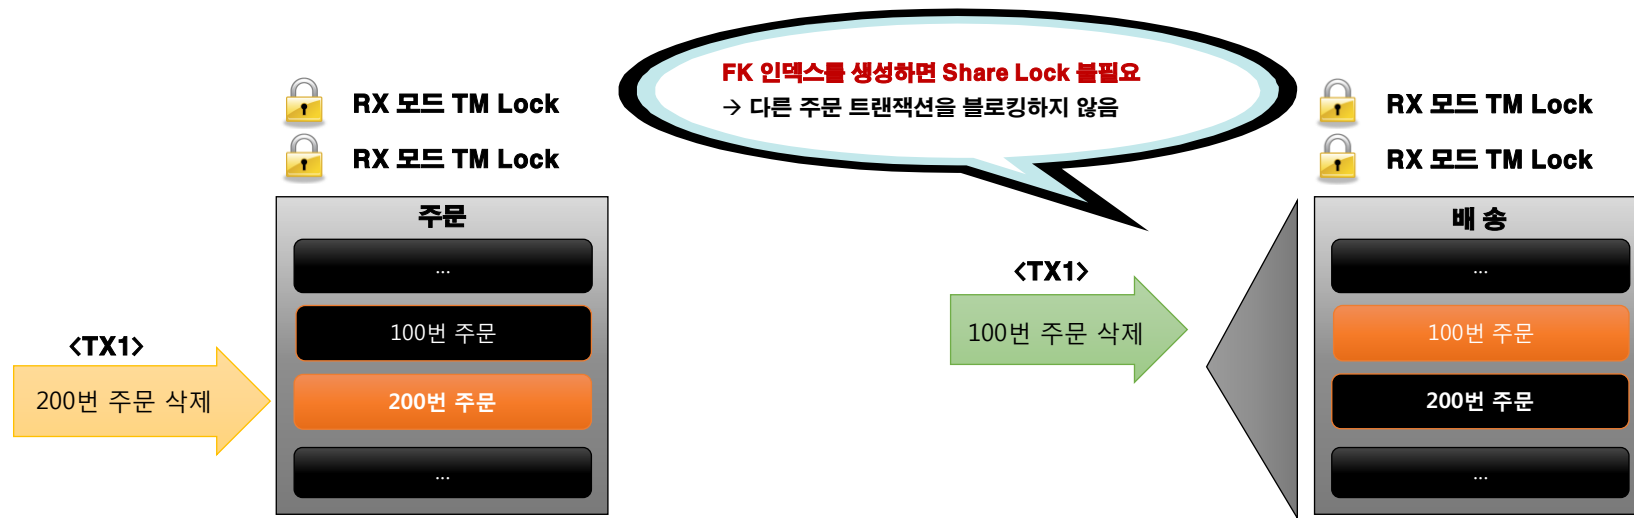 FK 인덱스를 생성하면 Share Lock 불필요
→ 다른 주문 트랜잭션을 블로킹하지 않음
RX 모드 TM Lock
RX 모드 TM Lock
주문
...
100번 주문
200번 주문
...
<TX1>
200번 주문 삭제
<TX1>
100번 주문 삭제
RX 모드 TM Lock
RX 모드 TM Lock
배 송
...
100번 주문
200번 주문
...